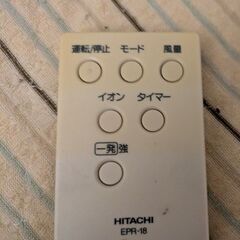 運転/停止 モード 風量
イオン タイマー
一発 強
HITACHI
EPR-18